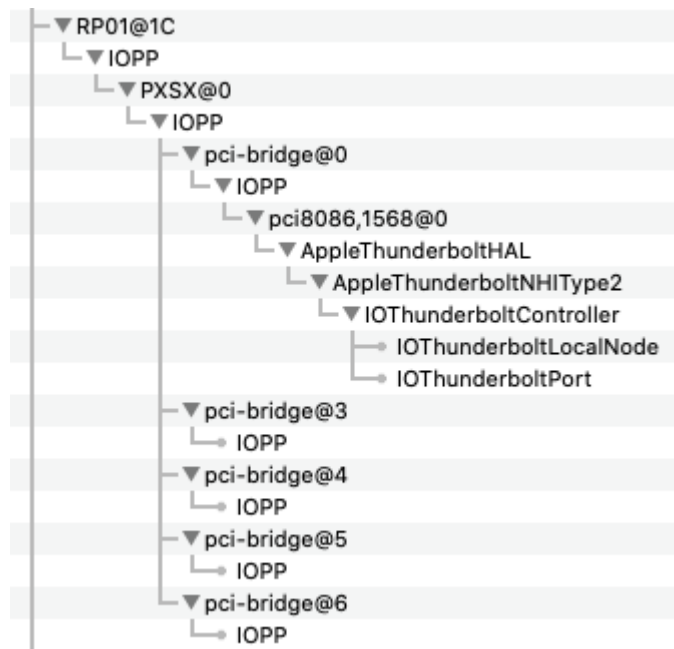 RP01@1C
IOPP
PXSX@0
IOPP
pci-bridge@0
IOPP
pci8086,1568@0
AppleThunderboltHAL
AppleThunderboltNHIType2
IOThunderboltController
IOThunderboltLocalNode
IOThunderboltPort
pci-bridge@3
IOPP
pci-bridge@4
IOPP
pci-bridge@5
IOPP
pci-bridge@6
IOPP